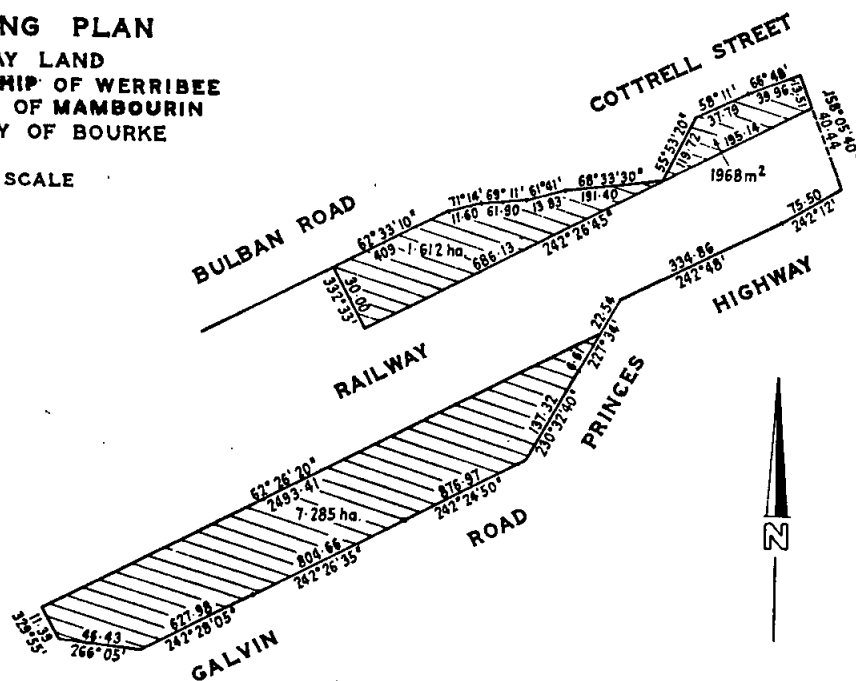 NG PLAN
AY LAND
HIP OF WERRIBEE
OF MAMBOURIN
Y OF BOURKE
SCALE
COTTRELL STREET
58° 11'
66° 48'
37·79
39·96
13·51
158° 05' 40"
40·44
55° 53' 20"
119·72
195·14
1968 m²
BULBAN ROAD
62° 33' 10"
71° 14'
69° 11'
61° 41'
68° 33' 30"
11·60
61·90
13·83
191·40
409
1·612 ha.
686·13
242° 26' 45"
30·00
332° 33'
75·50
242° 12'
334·86
242° 48'
HIGHWAY
RAILWAY
22·54
227° 34'
6·61
PRINCES
137·32
230° 32' 40"
62° 26' 20"
2493·41
7·285 ha.
876·97
242° 24' 50"
ROAD
804·66
242° 26' 35"
627·98
242° 28' 05"
11·39
329° 55'
46·43
266° 05'
GALVIN
N